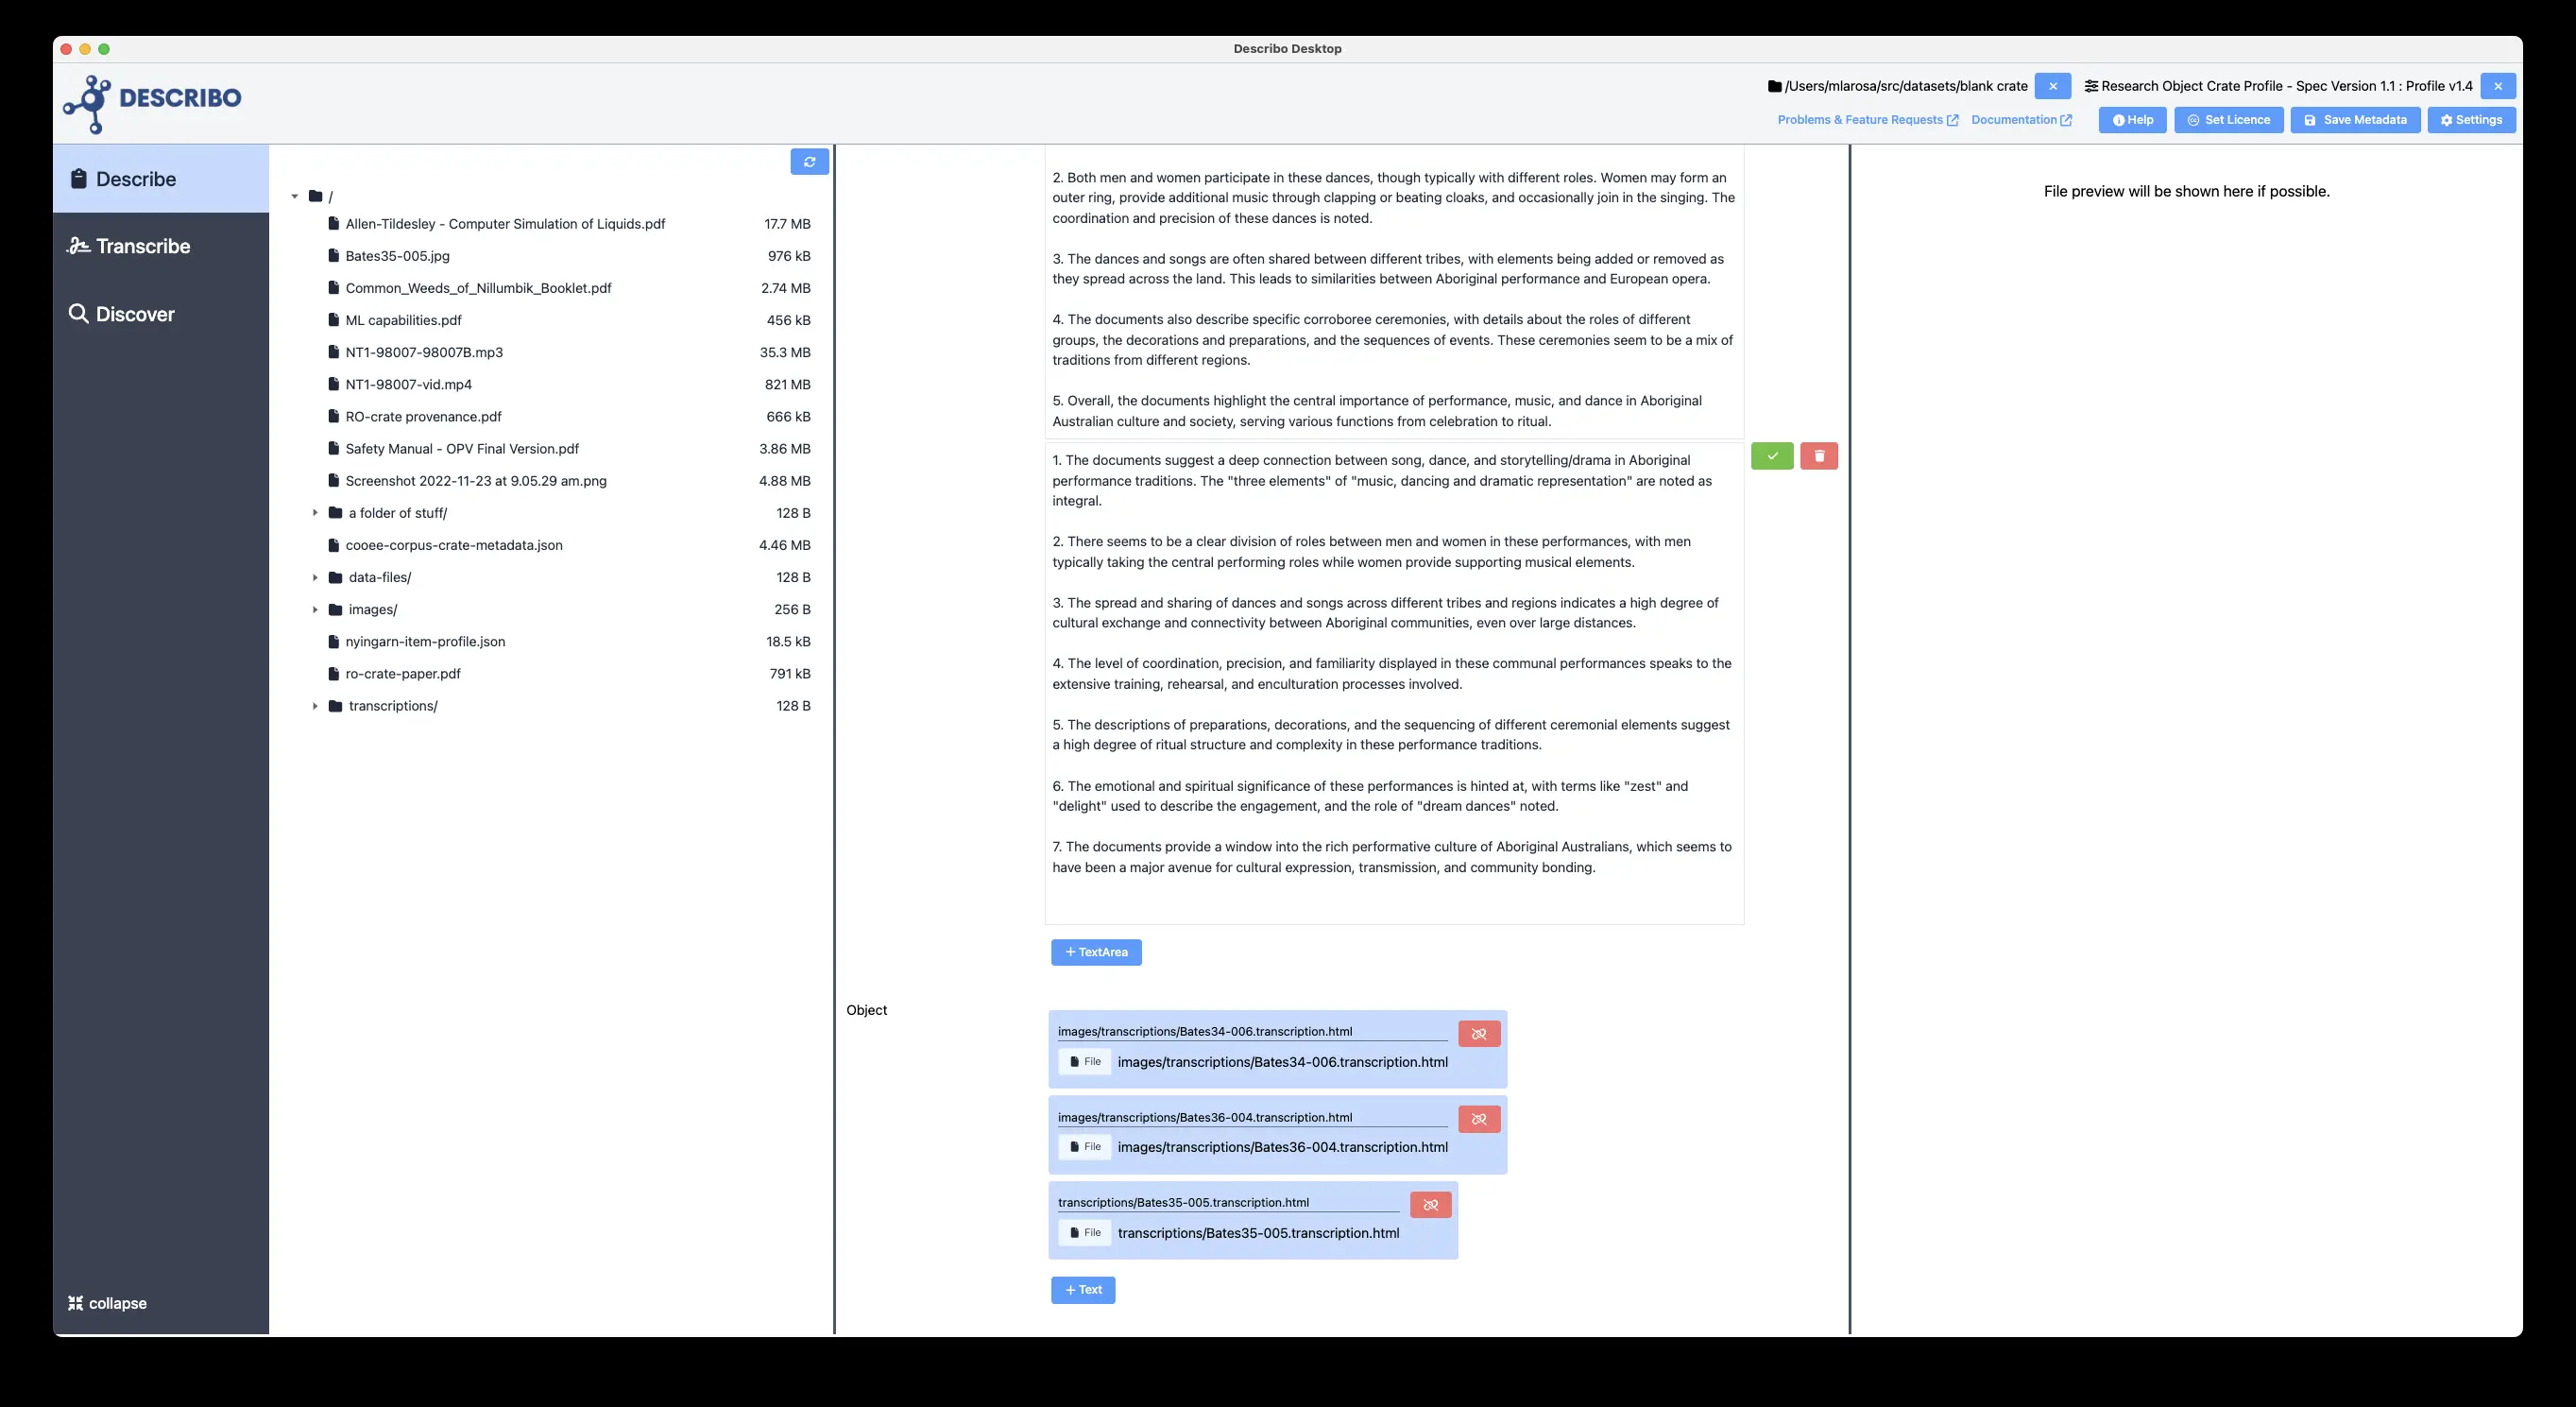 Describo Desktop
DESCRIBO
/Users/mlarosa/src/datasets/blank crate
Research Object Crate Profile - Spec Version 1.1 : Profile v1.4
Problems & Feature Requests
Documentation
Help
Set Licence
Save Metadata
Settings
Describe
Transcribe
Discover
collapse
/
Allen-Tildesley - Computer Simulation of Liquids.pdf 17.7 MB
Bates35-005.jpg 976 kB
Common_Weeds_of_Nillumbik_Booklet.pdf 2.74 MB
ML capabilities.pdf 456 kB
NT1-98007-98007B.mp3 35.3 MB
NT1-98007-vid.mp4 821 MB
RO-crate provenance.pdf 666 kB
Safety Manual - OPV Final Version.pdf 3.86 MB
Screenshot 2022-11-23 at 9.05.29 am.png 4.88 MB
a folder of stuff/ 128 B
cooee-corpus-crate-metadata.json 4.46 MB
data-files/ 128 B
images/ 256 B
nyingarn-item-profile.json 18.5 kB
ro-crate-paper.pdf 791 kB
transcriptions/ 128 B
2. Both men and women participate in these dances, though typically with different roles. Women may form an
outer ring, provide additional music through clapping or beating cloaks, and occasionally join in the singing. The
coordination and precision of these dances is noted.
3. The dances and songs are often shared between different tribes, with elements being added or removed as
they spread across the land. This leads to similarities between Aboriginal performance and European opera.
4. The documents also describe specific corroboree ceremonies, with details about the roles of different
groups, the decorations and preparations, and the sequences of events. These ceremonies seem to be a mix of
traditions from different regions.
5. Overall, the documents highlight the central importance of performance, music, and dance in Aboriginal
Australian culture and society, serving various functions from celebration to ritual.
1. The documents suggest a deep connection between song, dance, and storytelling/drama in Aboriginal
performance traditions. The "three elements" of "music, dancing and dramatic representation" are noted as
integral.
2. There seems to be a clear division of roles between men and women in these performances, with men
typically taking the central performing roles while women provide supporting musical elements.
3. The spread and sharing of dances and songs across different tribes and regions indicates a high degree of
cultural exchange and connectivity between Aboriginal communities, even over large distances.
4. The level of coordination, precision, and familiarity displayed in these communal performances speaks to the
extensive training, rehearsal, and enculturation processes involved.
5. The descriptions of preparations, decorations, and the sequencing of different ceremonial elements suggest
a high degree of ritual structure and complexity in these performance traditions.
6. The emotional and spiritual significance of these performances is hinted at, with terms like "zest" and
"delight" used to describe the engagement, and the role of "dream dances" noted.
7. The documents provide a window into the rich performative culture of Aboriginal Australians, which seems to
have been a major avenue for cultural expression, transmission, and community bonding.
+ TextArea
Object
images/transcriptions/Bates34-006.transcription.html
File images/transcriptions/Bates34-006.transcription.html
images/transcriptions/Bates36-004.transcription.html
File images/transcriptions/Bates36-004.transcription.html
transcriptions/Bates35-005.transcription.html
File transcriptions/Bates35-005.transcription.html
+ Text
File preview will be shown here if possible.